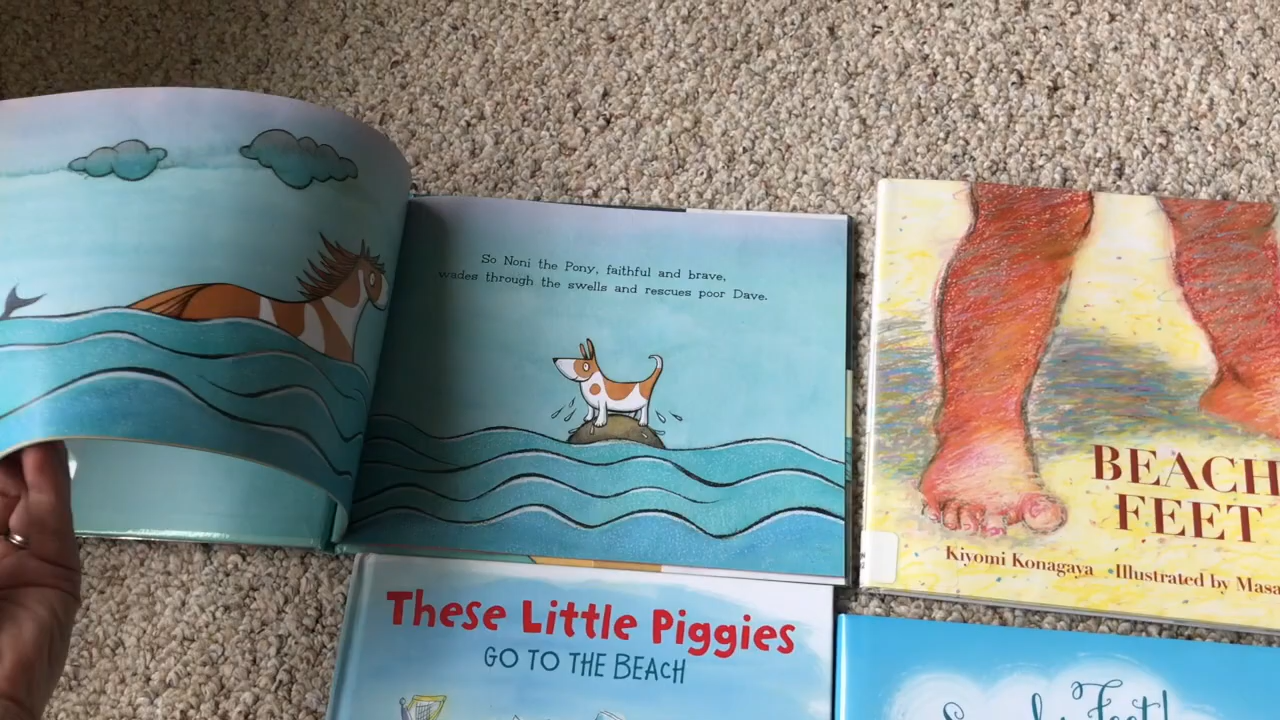 So Noni the Pony, faithful and brave,
wades through the swells and rescues poor Dave.
BEACH
FEET
Kiyomi Konagaya Illustrated by Masa
These Little Piggies
GO TO THE BEACH